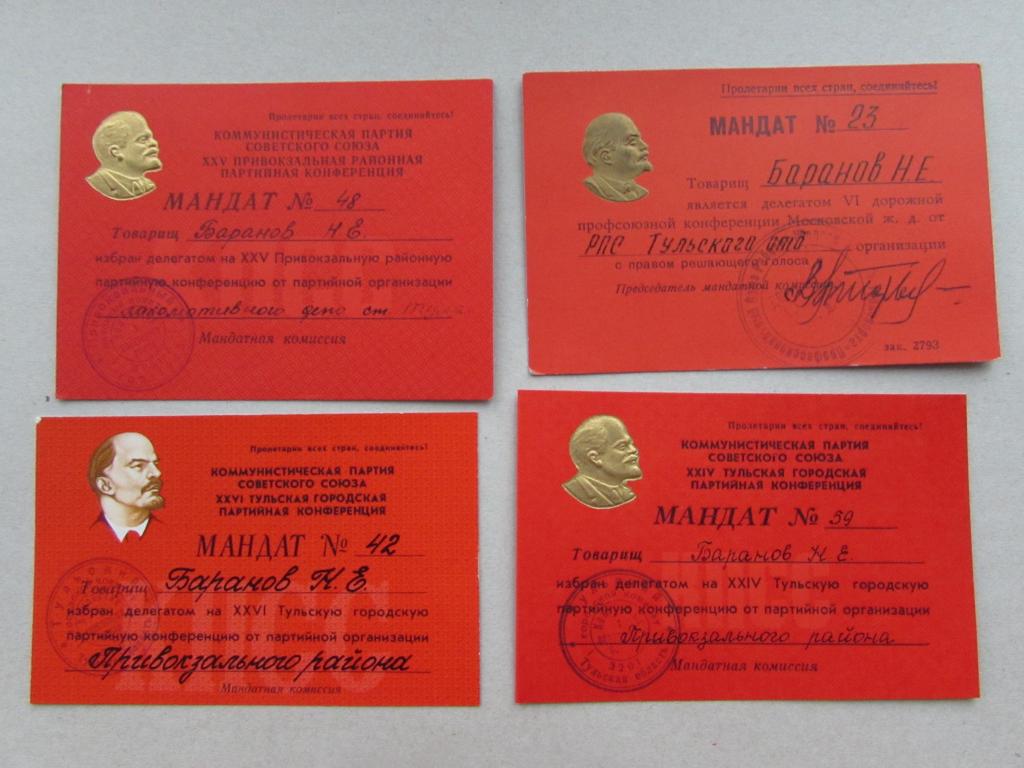 Пролетарии всех стран, соединяйтесь!
КОММУНИСТИЧЕСКАЯ ПАРТИЯ
СОВЕТСКОГО СОЮЗА
XXV ПРИВОКЗАЛЬНАЯ РАЙОННАЯ
ПАРТИЙНАЯ КОНФЕРЕНЦИЯ
МАНДАТ № 48
Товарищ Баранов Н.Е.
избран делегатом на XXV Привокзальную районную
партийную конференцию от партийной организации
локомотивного депо ст. Тула
Мандатная комиссия
Пролетарии всех стран, соединяйтесь!
МАНДАТ № 23
Товарищ Баранов Н.Е.
является делегатом VI дорожной
профсоюзной конференции Московской ж. д. от
РПС Тульского отд организации
с правом решающего голоса
Председатель мандатной комиссии
зак. 2793
Пролетарии всех стран, соединяйтесь!
КОММУНИСТИЧЕСКАЯ ПАРТИЯ
СОВЕТСКОГО СОЮЗА
XXVI ТУЛЬСКАЯ ГОРОДСКАЯ
ПАРТИЙНАЯ КОНФЕРЕНЦИЯ
МАНДАТ № 42
Товарищ Баранов Н.Е.
избран делегатом на XXVI Тульскую городскую
партийную конференцию от партийной организации
Привокзального района
Мандатная комиссия
Пролетарии всех стран, соединяйтесь!
КОММУНИСТИЧЕСКАЯ ПАРТИЯ
СОВЕТСКОГО СОЮЗА
XXIV ТУЛЬСКАЯ ГОРОДСКАЯ
ПАРТИЙНАЯ КОНФЕРЕНЦИЯ
МАНДАТ № 59
Товарищ Баранов Н.Е.
избран делегатом на XXIV Тульскую городскую
партийную конференцию от партийной организации
Привокзального района
Мандатная комиссия
Тульская область